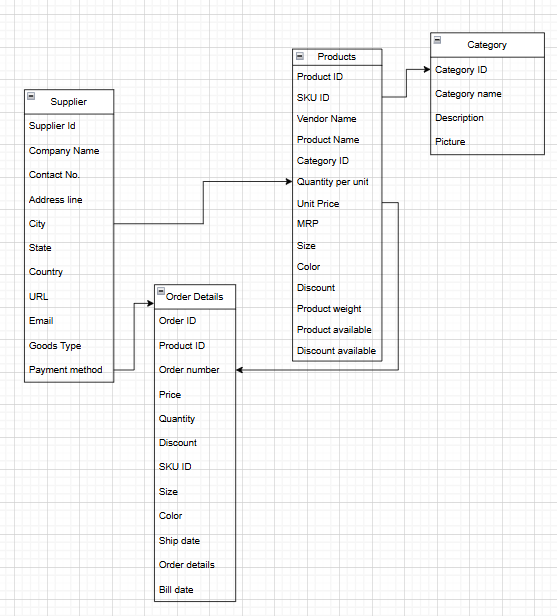 Supplier
Supplier Id
Company Name
Contact No.
Address line
City
State
Country
URL
Email
Goods Type
Payment method
Order Details
Order ID
Product ID
Order number
Price
Quantity
Discount
SKU ID
Size
Color
Ship date
Order details
Bill date
Products
Product ID
SKU ID
Vendor Name
Product Name
Category ID
Quantity per unit
Unit Price
MRP
Size
Color
Discount
Product weight
Product available
Discount available
Category
Category ID
Category name
Description
Picture